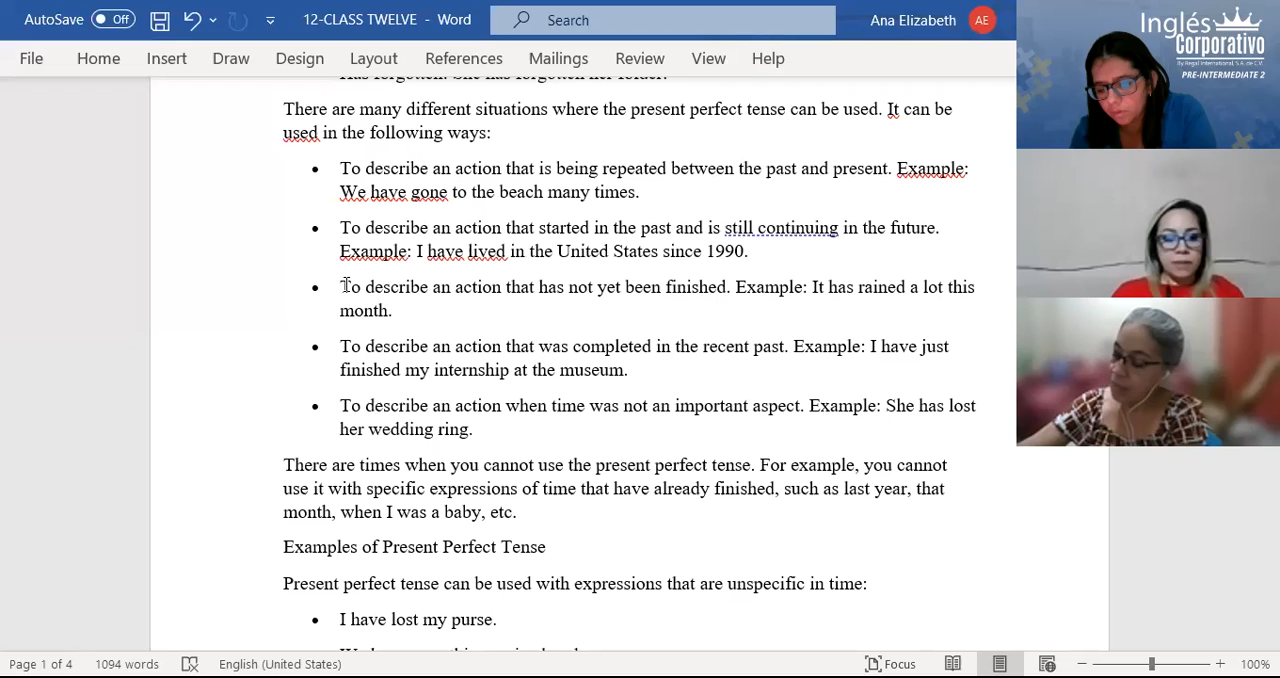 AutoSave Off 12-CLASS TWELVE - Word Search Ana Elizabeth AE
File Home Insert Draw Design Layout References Mailings Review View Help
Has forgotten: She has forgotten her folder.
There are many different situations where the present perfect tense can be used. It can be
used in the following ways:
• To describe an action that is being repeated between the past and present. Example:
We have gone to the beach many times.
• To describe an action that started in the past and is still continuing in the future.
Example: I have lived in the United States since 1990.
• To describe an action that has not yet been finished. Example: It has rained a lot this
month.
• To describe an action that was completed in the recent past. Example: I have just
finished my internship at the museum.
• To describe an action when time was not an important aspect. Example: She has lost
her wedding ring.
There are times when you cannot use the present perfect tense. For example, you cannot
use it with specific expressions of time that have already finished, such as last year, that
month, when I was a baby, etc.
Examples of Present Perfect Tense
Present perfect tense can be used with expressions that are unspecific in time:
• I have lost my purse.
Page 1 of 4 1094 words English (United States) Focus 100%
Inglés
Corporativo
By Regal International, S.A. de C.V.
PRE-INTERMEDIATE 2